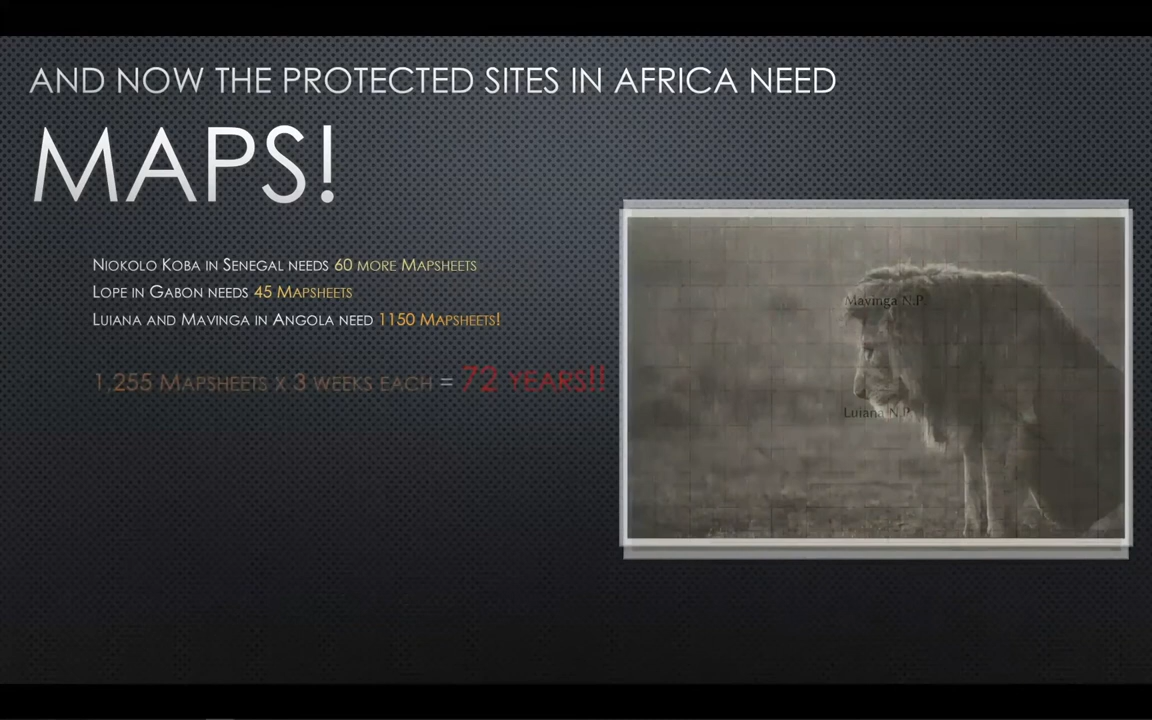 AND NOW THE PROTECTED SITES IN AFRICA NEED
MAPS!
NIOKOLO KOBA IN SENEGAL NEEDS 60 MORE MAPSHEETS
LOPE IN GABON NEEDS 45 MAPSHEETS
LUIANA AND MAVINGA IN ANGOLA NEED 1150 MAPSHEETS!
1,255 MAPSHEETS X 3 WEEKS EACH = 72 YEARS!!
Mavinga N.P.
Luiana N.P.